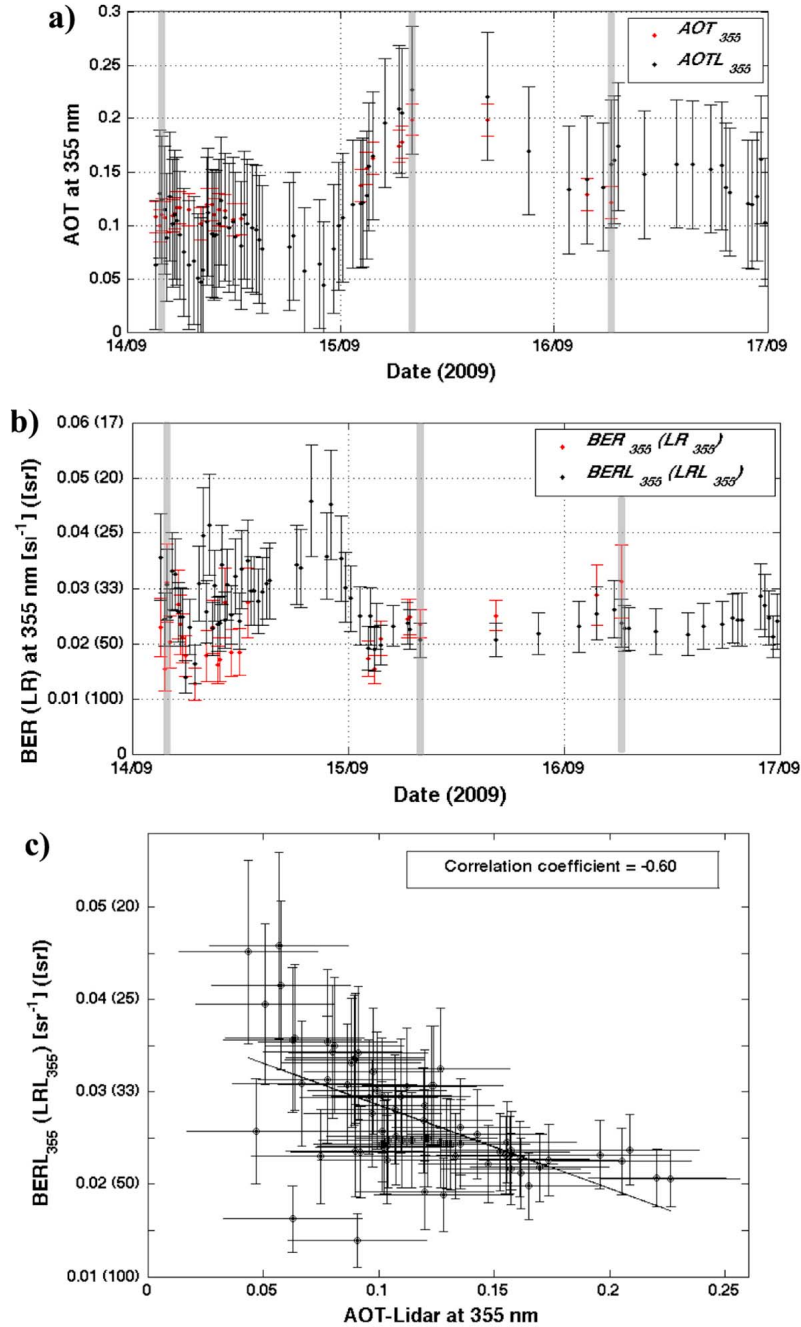 a)
0.3
0.25
0.2
0.15
0.1
0.05
0
AOT at 355 nm
AOT 355
AOTL 355
14/09
15/09
16/09
17/09
Date (2009)
b)
0.06 (17)
0.05 (20)
0.04 (25)
0.03 (33)
0.02 (50)
0.01 (100)
0
BER (LR) at 355 nm [sr-1] ([sr])
BER 355 (LR 355)
BERL 355 (LRL 355)
14/09
15/09
16/09
17/09
Date (2009)
c)
Correlation coefficient = -0.60
0.05 (20)
0.04 (25)
0.03 (33)
0.02 (50)
0.01 (100)
BERL355 (LRL355) [sr-1] ([sr])
0
0.05
0.1
0.15
0.2
0.25
AOT-Lidar at 355 nm